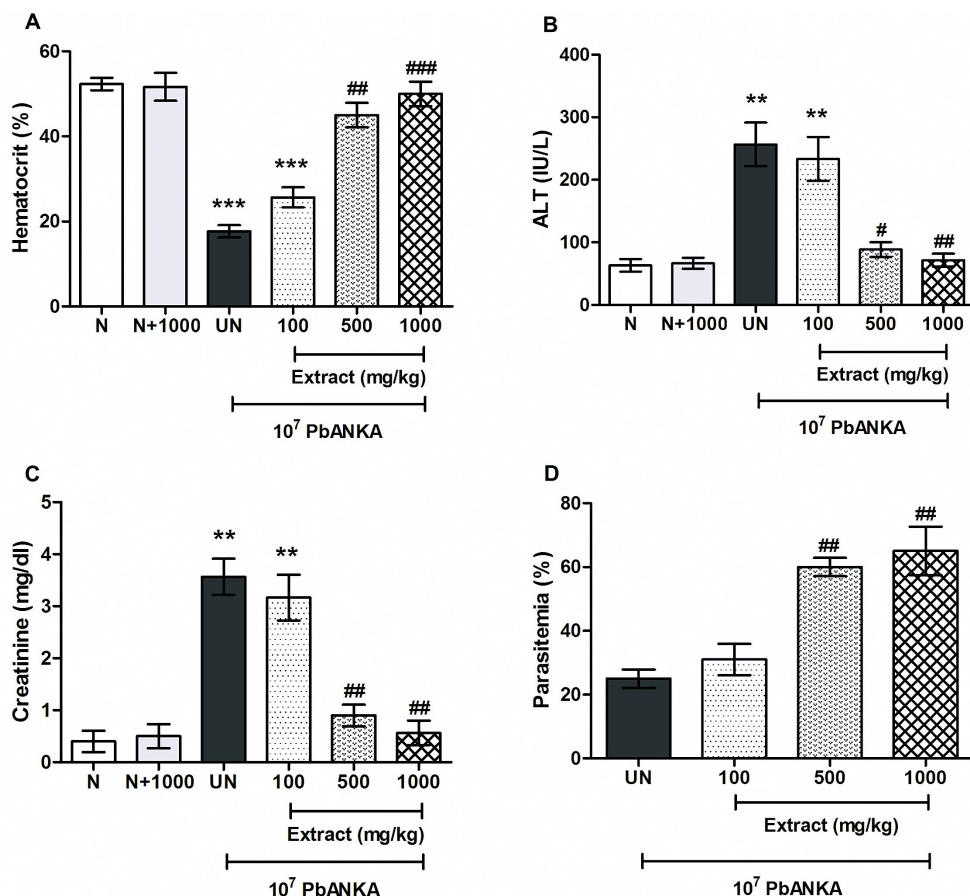 A
Hematocrit (%)
60
40
20
0
***
***
##
###
N N+1000 UN 100 500 1000
Extract (mg/kg)
10⁷ PbANKA
B
ALT (IU/L)
400
300
200
100
0
**
**
#
##
N N+1000 UN 100 500 1000
Extract (mg/kg)
10⁷ PbANKA
C
Creatinine (mg/dl)
5
4
3
2
1
0
**
**
##
##
N N+1000 UN 100 500 1000
Extract (mg/kg)
10⁷ PbANKA
D
Parasitemia (%)
80
60
40
20
0
##
##
UN 100 500 1000
Extract (mg/kg)
10⁷ PbANKA